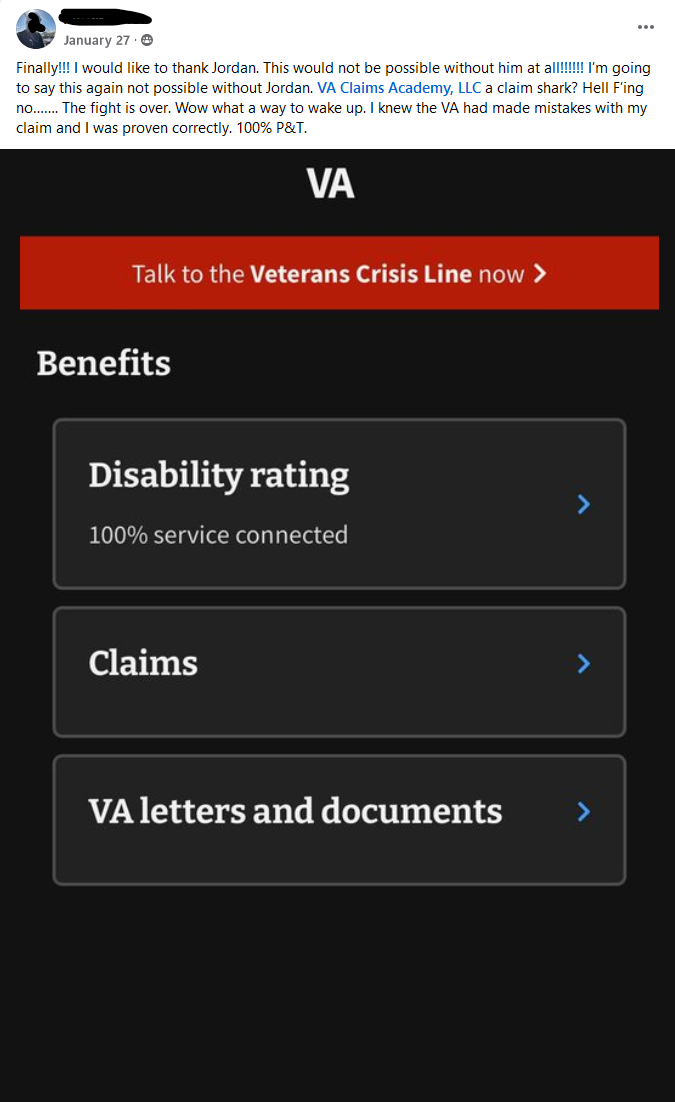 January 27 ·
Finally!!! I would like to thank Jordan. This would not be possible without him at all!!!!!! I'm going
to say this again not possible without Jordan. VA Claims Academy, LLC a claim shark? Hell F'ing
no....... The fight is over. Wow what a way to wake up. I knew the VA had made mistakes with my
claim and I was proven correctly. 100% P&T.
VA
Talk to the Veterans Crisis Line now
Benefits
Disability rating
100% service connected
Claims
VA letters and documents